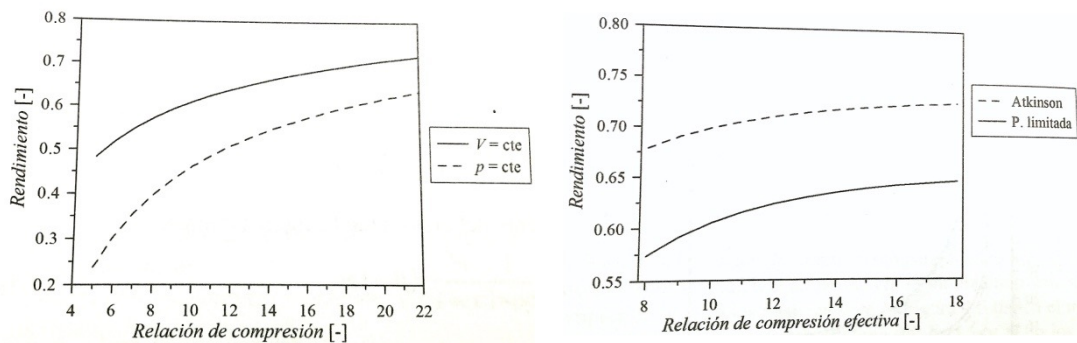 0.8
0.7
0.6
0.5
0.4
0.3
0.2
Rendimiento [-]
4 6 8 10 12 14 16 18 20 22
Relación de compresión [-]
V = cte
p = cte
0.80
0.75
0.70
0.65
0.60
0.55
Rendimiento [-]
8 10 12 14 16 18
Relación de compresión efectiva [-]
Atkinson
P. limitada